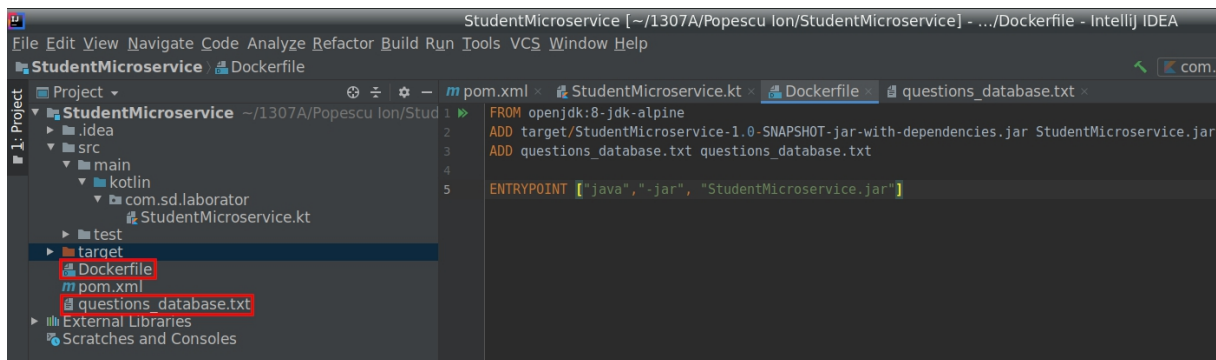 StudentMicroservice [~/1307A/Popescu Ion/StudentMicroservice] - .../Dockerfile - IntelliJ IDEA
File Edit View Navigate Code Analyze Refactor Build Run Tools VCS Window Help
StudentMicroservice Dockerfile com.
1: Project
Project
StudentMicroservice ~/1307A/Popescu Ion/Stud
.idea
src
main
kotlin
com.sd.laborator
StudentMicroservice.kt
test
target
Dockerfile
m pom.xml
questions_database.txt
External Libraries
Scratches and Consoles
m pom.xml × StudentMicroservice.kt × Dockerfile × questions_database.txt ×
1 FROM openjdk:8-jdk-alpine
2 ADD target/StudentMicroservice-1.0-SNAPSHOT-jar-with-dependencies.jar StudentMicroservice.jar
3 ADD questions_database.txt questions_database.txt
4
5 ENTRYPOINT ["java","-jar", "StudentMicroservice.jar"]